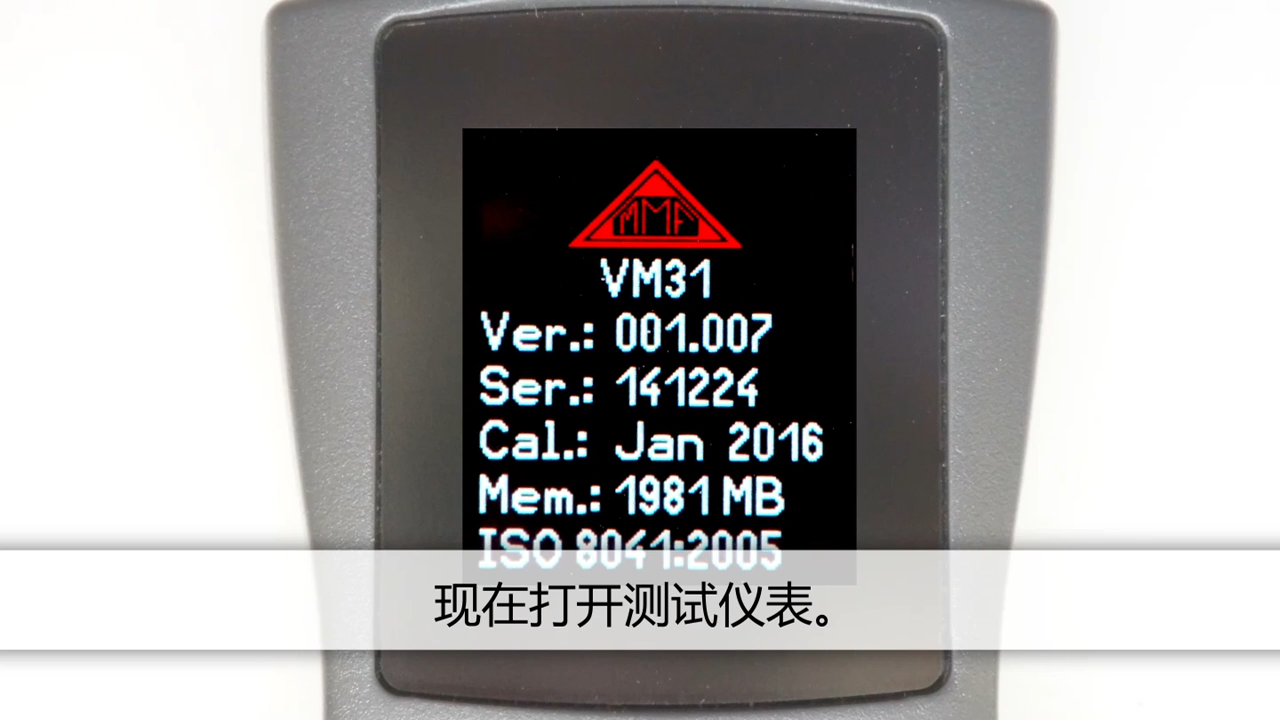 MMF
VM31
Ver.: 001.007
Ser.: 141224
Cal.: Jan 2016
Mem.: 1981 MB
ISO 8041:2005
现在打开测试仪表。